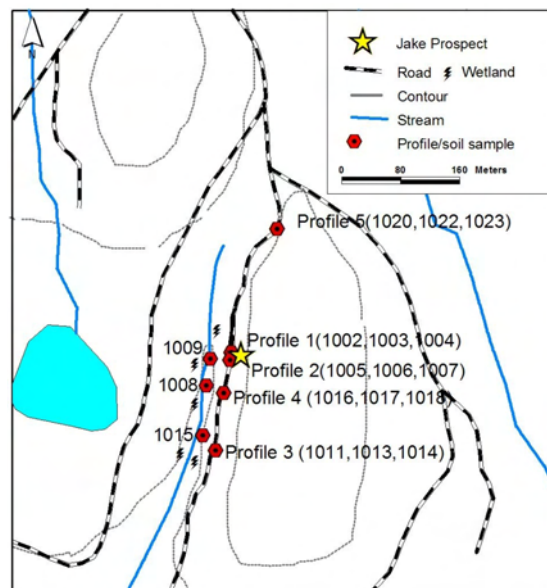 N
Jake Prospect
Road Wetland
Contour
Stream
Profile/soil sample
0 80 160 Meters
Profile 5(1020,1022,1023)
Profile 1(1002,1003,1004)
1009
Profile 2(1005,1006,1007)
1008
Profile 4 (1016,1017,1018)
1015
Profile 3 (1011,1013,1014)